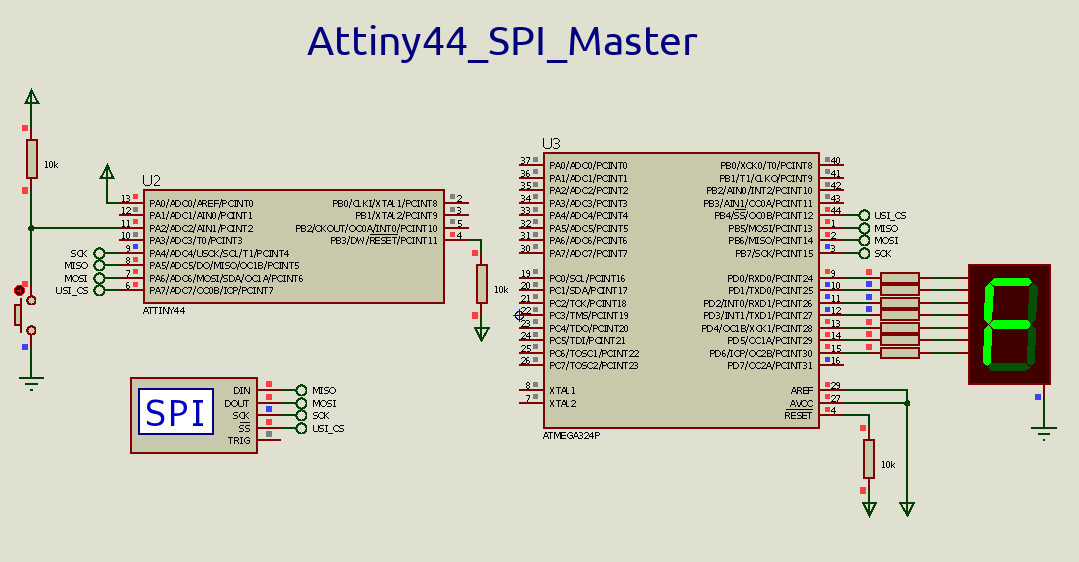 Attiny44_SPI_Master
10k
U2
13 PA0/ADC0/AREF/PCINT0
12 PA1/ADC1/AIN0/PCINT1
11 PA2/ADC2/AIN1/PCINT2
10 PA3/ADC3/T0/PCINT3
SCK 9 PA4/ADC4/USCK/SCL/T1/PCINT4
MISO 8 PA5/ADC5/DO/MISO/OC1B/PCINT5
MOSI 7 PA6/ADC6/MOSI/SDA/OC1A/PCINT6
USI_CS 6 PA7/ADC7/OC0B/ICP/PCINT7
PB0/CLKI/XTAL1/PCINT8 2
PB1/XTAL2/PCINT9 3
PB2/CKOUT/OC0A/INT0/PCINT10 5
PB3/DW/RESET/PCINT11 4
ATTINY44
10k
SPI
DIN MISO
DOUT MOSI
SCK SCK
SS USI_CS
TRIG
U3
37 PA0/ADC0/PCINT0
36 PA1/ADC1/PCINT1
35 PA2/ADC2/PCINT2
34 PA3/ADC3/PCINT3
33 PA4/ADC4/PCINT4
32 PA5/ADC5/PCINT5
31 PA6/ADC6/PCINT6
30 PA7/ADC7/PCINT7
19 PC0/SCL/PCINT16
20 PC1/SDA/PCINT17
21 PC2/TCK/PCINT18
22 PC3/TMS/PCINT19
23 PC4/TDO/PCINT20
24 PC5/TDI/PCINT21
25 PC6/TOSC1/PCINT22
26 PC7/TOSC2/PCINT23
8 XTAL1
7 XTAL2
PB0/XCK0/T0/PCINT8 40
PB1/T1/CLKO/PCINT9 41
PB2/AIN0/INT2/PCINT10 42
PB3/AIN1/OC0A/PCINT11 43
PB4/SS/OC0B/PCINT12 44 USI_CS
PB5/MOSI/PCINT13 1 MISO
PB6/MISO/PCINT14 2 MOSI
PB7/SCK/PCINT15 3 SCK
PD0/RXD0/PCINT24 9
PD1/TXD0/PCINT25 10
PD2/INT0/RXD1/PCINT26 11
PD3/INT1/TXD1/PCINT27 12
PD4/OC1B/XCK1/PCINT28 13
PD5/OC1A/PCINT29 14
PD6/ICP/OC2B/PCINT30 15
PD7/OC2A/PCINT31 16
AREF 29
AVCC 27
RESET 4
ATMEGA324P
10k
F